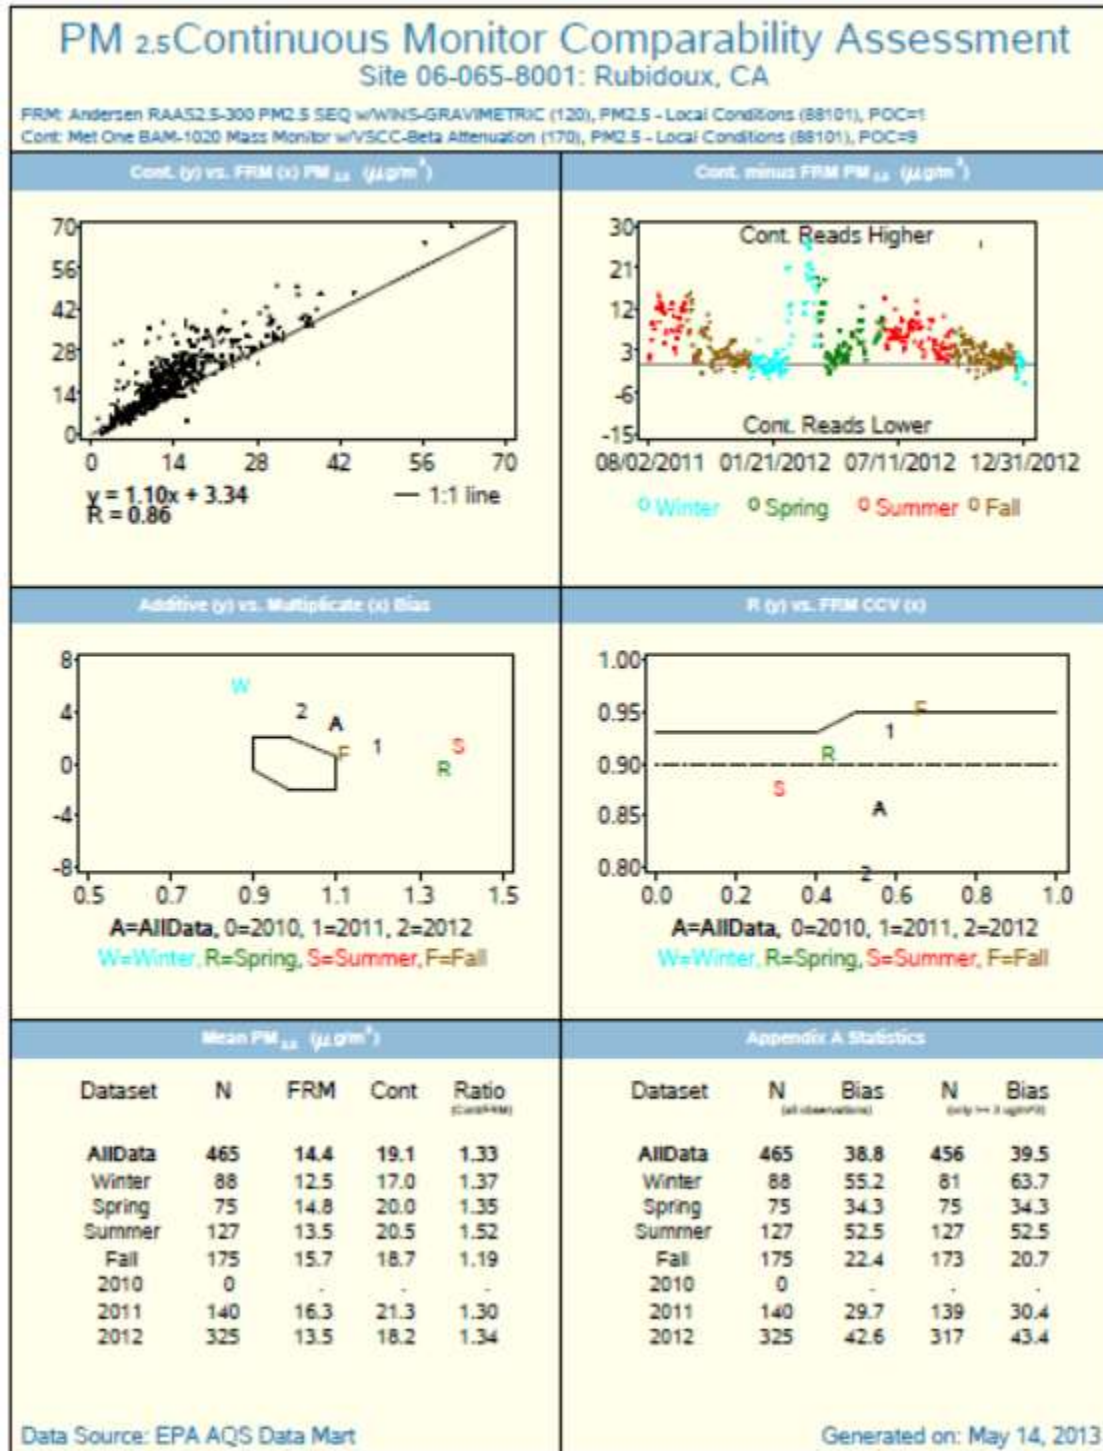 PM 2.5 Continuous Monitor Comparability Assessment
Site 06-065-8001: Rubidoux, CA
FRM: Andersen RAAS2.5-300 PM2.5 SEQ w/WINS-GRAVIMETRIC (120), PM2.5 - Local Conditions (88101), POC=1
Cont: Met One BAM-1020 Mass Monitor w/VSCC-Beta Attenuation (170), PM2.5 - Local Conditions (88101), POC=9
Cont. (y) vs. FRM (x) PM 2.5 (μg/m³)
70
56
42
28
14
0
0 14 28 42 56 70
y = 1.10x + 3.34
R = 0.86
— 1:1 line
Cont. minus FRM PM 2.5 (μg/m³)
30
21
12
3
-6
-15
Cont. Reads Higher
Cont. Reads Lower
08/02/2011 01/21/2012 07/11/2012 12/31/2012
Winter Spring Summer Fall
Additive (y) vs. Multiplicate (x) Bias
8
4
0
-4
-8
W
2
A
F
1
S
R
0.5 0.7 0.9 1.1 1.3 1.5
A=AllData, 0=2010, 1=2011, 2=2012
W=Winter, R=Spring, S=Summer, F=Fall
R (y) vs. FRM CCV (x)
1.00
0.95
0.90
0.85
0.80
F
1
R
S
A
2
0.0 0.2 0.4 0.6 0.8 1.0
A=AllData, 0=2010, 1=2011, 2=2012
W=Winter, R=Spring, S=Summer, F=Fall
Mean PM 2.5 (μg/m³)
Dataset N FRM Cont Ratio
(Cont/FRM)
AllData 465 14.4 19.1 1.33
Winter 88 12.5 17.0 1.37
Spring 75 14.8 20.0 1.35
Summer 127 13.5 20.5 1.52
Fall 175 15.7 18.7 1.19
2010 0 . . .
2011 140 16.3 21.3 1.30
2012 325 13.5 18.2 1.34
Appendix A Statistics
Dataset N Bias N Bias
(all observations) (only >= 3 ug/m^3)
AllData 465 38.8 456 39.5
Winter 88 55.2 81 63.7
Spring 75 34.3 75 34.3
Summer 127 52.5 127 52.5
Fall 175 22.4 173 20.7
2010 0 . . .
2011 140 29.7 139 30.4
2012 325 42.6 317 43.4
Data Source: EPA AQS Data Mart
Generated on: May 14, 2013